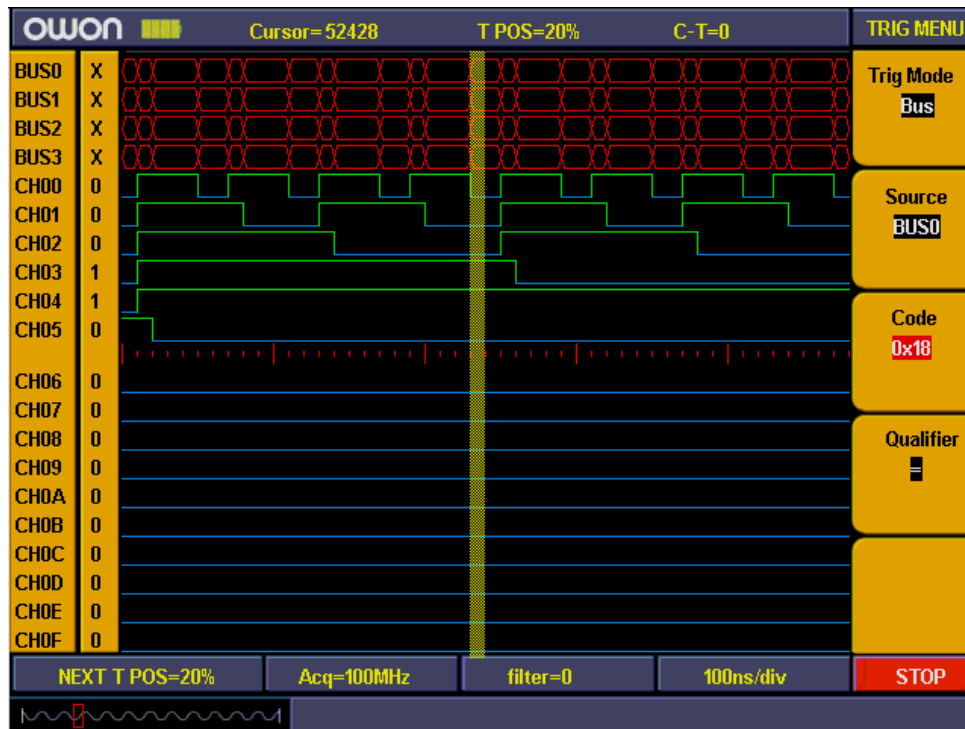 owon Cursor=52428 T POS=20% C-T=0 TRIG MENU
BUS0 X
BUS1 X
BUS2 X
BUS3 X
CH00 0
CH01 0
CH02 0
CH03 1
CH04 1
CH05 0
CH06 0
CH07 0
CH08 0
CH09 0
CH0A 0
CH0B 0
CH0C 0
CH0D 0
CH0E 0
CH0F 0
Trig Mode
Bus
Source
BUS0
Code
0x18
Qualifier
=
NEXT T POS=20% Acq=100MHz filter=0 100ns/div STOP